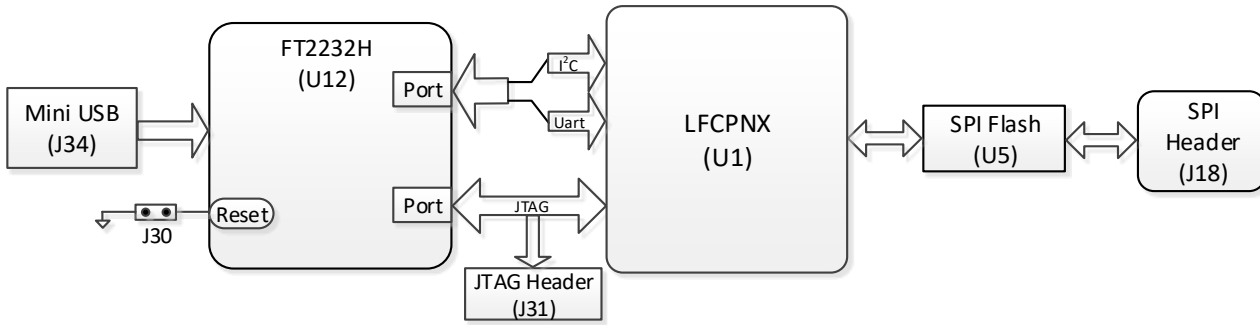 FT2232H
(U12)
Mini USB
(J34)
Port
Port
Reset
J30
I²C
Uart
JTAG
JTAG Header
(J31)
LFCPNX
(U1)
SPI Flash
(U5)
SPI
Header
(J18)